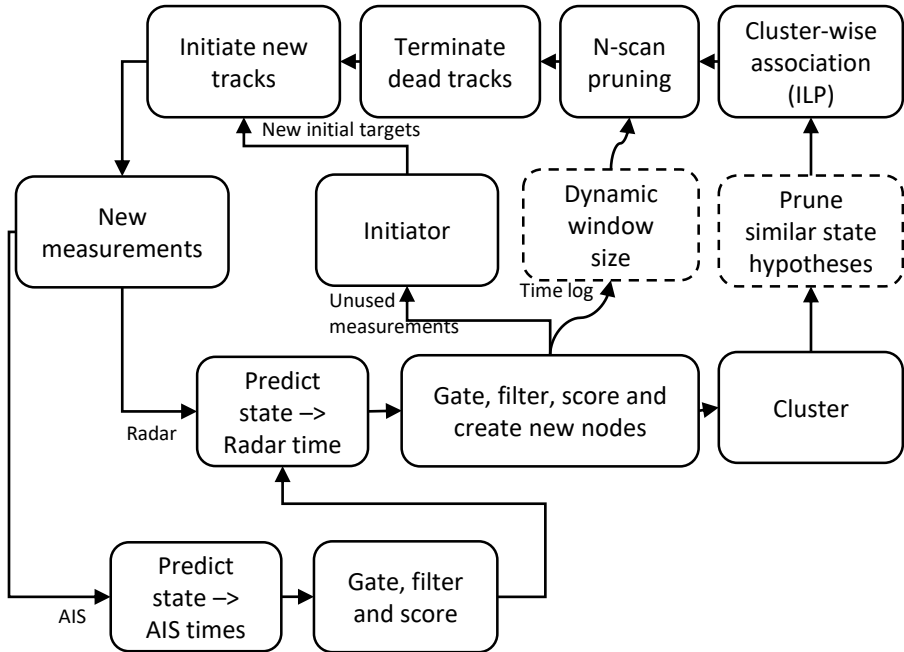 Initiate new
tracks
Terminate
dead tracks
N-scan
pruning
Cluster-wise
association
(ILP)
New initial targets
New
measurements
Initiator
Dynamic
window
size
Prune
similar state
hypotheses
Unused
measurements
Time log
Predict
state –>
Radar time
Gate, filter, score and
create new nodes
Cluster
Radar
Predict
state –>
AIS times
Gate, filter
and score
AIS